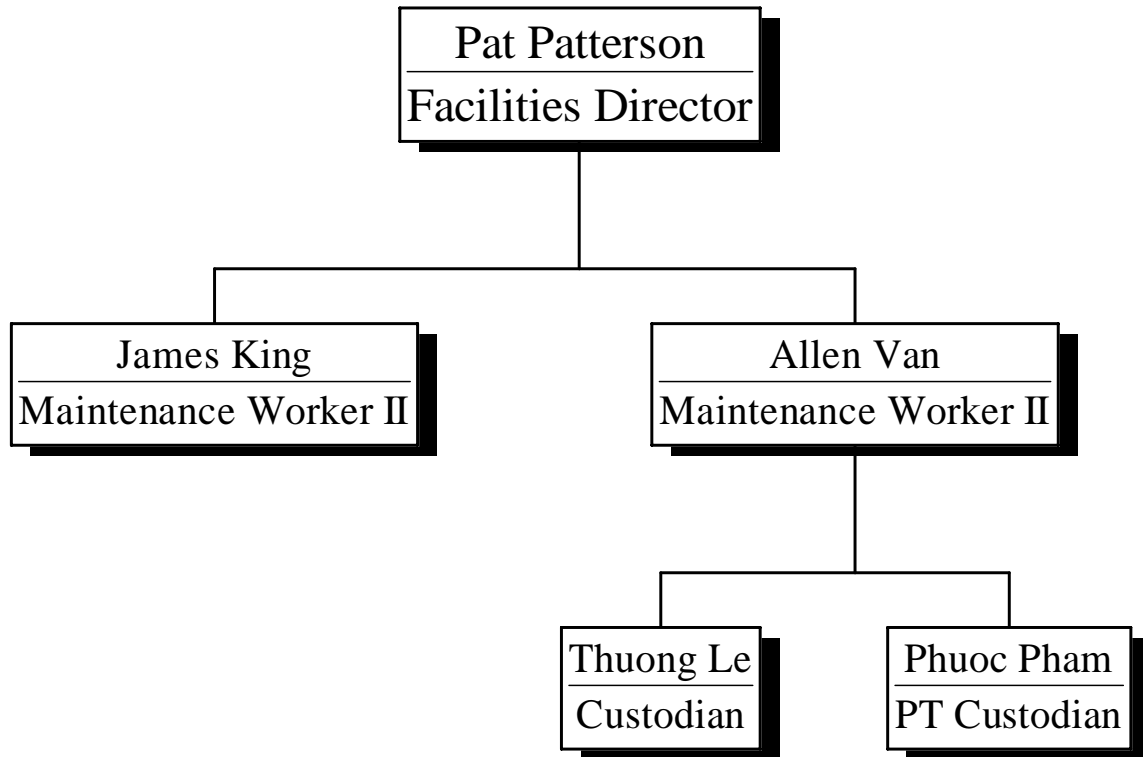 Pat Patterson
Facilities Director
James King
Maintenance Worker II
Allen Van
Maintenance Worker II
Thuong Le
Custodian
Phuoc Pham
PT Custodian